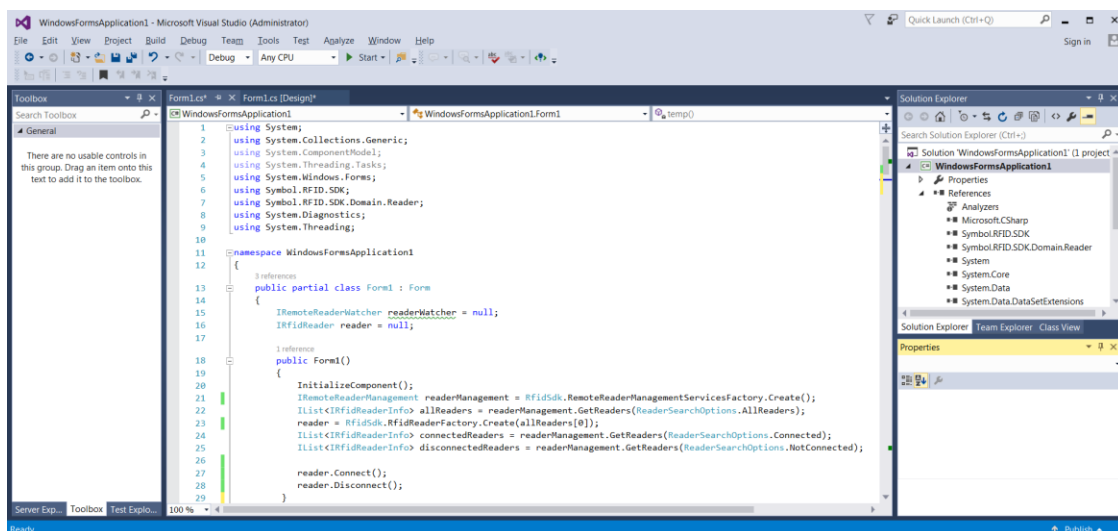 WindowsFormsApplication1 - Microsoft Visual Studio (Administrator)
Quick Launch (Ctrl+Q)
File Edit View Project Build Debug Team Tools Test Analyze Window Help
Sign in
Debug Any CPU Start
Toolbox
Search Toolbox
General
There are no usable controls in
this group. Drag an item onto this
text to add it to the toolbox.
Server Exp... Toolbox Test Explo...
Form1.cs* Form1.cs [Design]*
WindowsFormsApplication1 WindowsFormsApplication1.Form1 temp()
1 using System;
2 using System.Collections.Generic;
3 using System.ComponentModel;
4 using System.Threading.Tasks;
5 using System.Windows.Forms;
6 using Symbol.RFID.SDK;
7 using Symbol.RFID.SDK.Domain.Reader;
8 using System.Diagnostics;
9 using System.Threading;
10
11 namespace WindowsFormsApplication1
12 {
3 references
13 public partial class Form1 : Form
14 {
15 IRemoteReaderWatcher readerWatcher = null;
16 IRfidReader reader = null;
17
1 reference
18 public Form1()
19 {
20 InitializeComponent();
21 IRemoteReaderManagement readerManagement = RfidSdk.RemoteReaderManagementServicesFactory.Create();
22 IList<IRfidReaderInfo> allReaders = readerManagement.GetReaders(ReaderSearchOptions.AllReaders);
23 reader = RfidSdk.RfidReaderFactory.Create(allReaders[0]);
24 IList<IRfidReaderInfo> connectedReaders = readerManagement.GetReaders(ReaderSearchOptions.Connected);
25 IList<IRfidReaderInfo> disconnectedReaders = readerManagement.GetReaders(ReaderSearchOptions.NotConnected);
26
27 reader.Connect();
28 reader.Disconnect();
29 }
100 %
Solution Explorer
Search Solution Explorer (Ctrl+;)
Solution 'WindowsFormsApplication1' (1 project
WindowsFormsApplication1
Properties
References
Analyzers
Microsoft.CSharp
Symbol.RFID.SDK
Symbol.RFID.SDK.Domain.Reader
System
System.Core
System.Data
System.Data.DataSetExtensions
Solution Explorer Team Explorer Class View
Properties
Ready
Publish